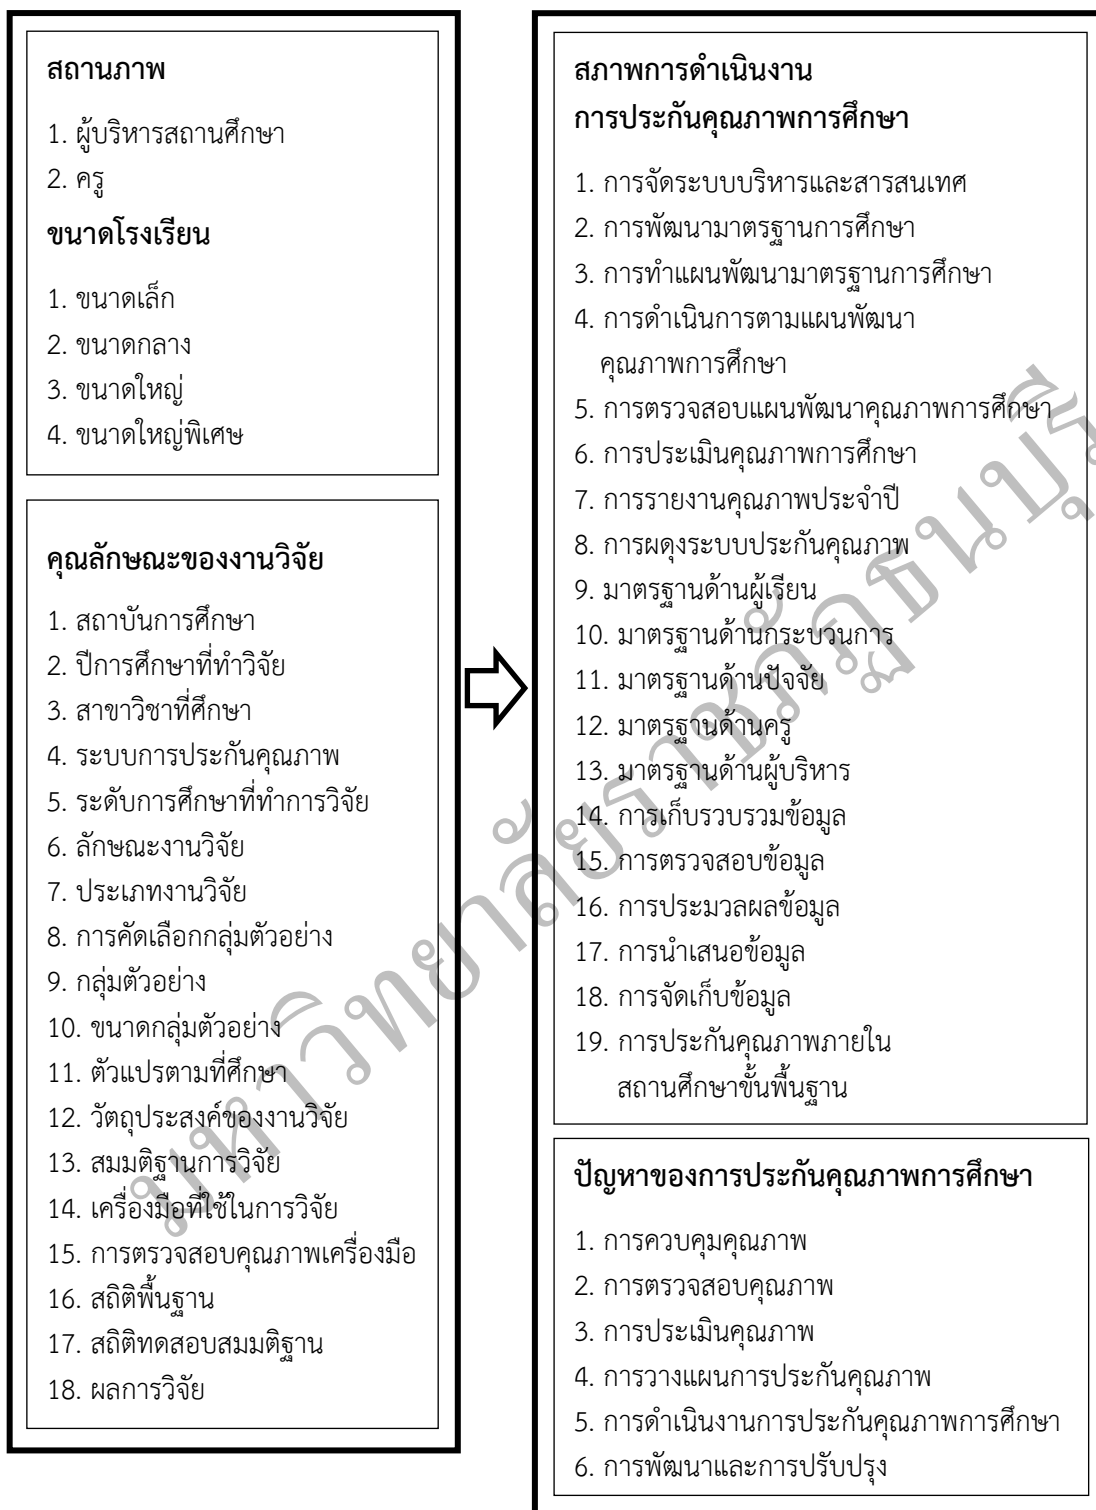 สถานภาพ
1. ผู้บริหารสถานศึกษา
2. ครู
ขนาดโรงเรียน
1. ขนาดเล็ก
2. ขนาดกลาง
3. ขนาดใหญ่
4. ขนาดใหญ่พิเศษ
คุณลักษณะของงานวิจัย
1. สถาบันการศึกษา
2. ปีการศึกษาที่ทำวิจัย
3. สาขาวิชาที่ศึกษา
4. ระบบการประกันคุณภาพ
5. ระดับการศึกษาที่ทำการวิจัย
6. ลักษณะงานวิจัย
7. ประเภทงานวิจัย
8. การคัดเลือกกลุ่มตัวอย่าง
9. กลุ่มตัวอย่าง
10. ขนาดกลุ่มตัวอย่าง
11. ตัวแปรตามที่ศึกษา
12. วัตถุประสงค์ของงานวิจัย
13. สมมติฐานการวิจัย
14. เครื่องมือที่ใช้ในการวิจัย
15. การตรวจสอบคุณภาพเครื่องมือ
16. สถิติพื้นฐาน
17. สถิติทดสอบสมมติฐาน
18. ผลการวิจัย
สภาพการดำเนินงาน
การประกันคุณภาพการศึกษา
1. การจัดระบบบริหารและสารสนเทศ
2. การพัฒนามาตรฐานการศึกษา
3. การทำแผนพัฒนามาตรฐานการศึกษา
4. การดำเนินการตามแผนพัฒนา
คุณภาพการศึกษา
5. การตรวจสอบแผนพัฒนาคุณภาพการศึกษา
6. การประเมินคุณภาพการศึกษา
7. การรายงานคุณภาพประจำปี
8. การผดุงระบบประกันคุณภาพ
9. มาตรฐานด้านผู้เรียน
10. มาตรฐานด้านกระบวนการ
11. มาตรฐานด้านปัจจัย
12. มาตรฐานด้านครู
13. มาตรฐานด้านผู้บริหาร
14. การเก็บรวบรวมข้อมูล
15. การตรวจสอบข้อมูล
16. การประมวลผลข้อมูล
17. การนำเสนอข้อมูล
18. การจัดเก็บข้อมูล
19. การประกันคุณภาพภายใน
สถานศึกษาขั้นพื้นฐาน
ปัญหาของการประกันคุณภาพการศึกษา
1. การควบคุมคุณภาพ
2. การตรวจสอบคุณภาพ
3. การประเมินคุณภาพ
4. การวางแผนการประกันคุณภาพ
5. การดำเนินงานการประกันคุณภาพการศึกษา
6. การพัฒนาและการปรับปรุง
มหาวิทยาลัยราชภัฏธนบุรี